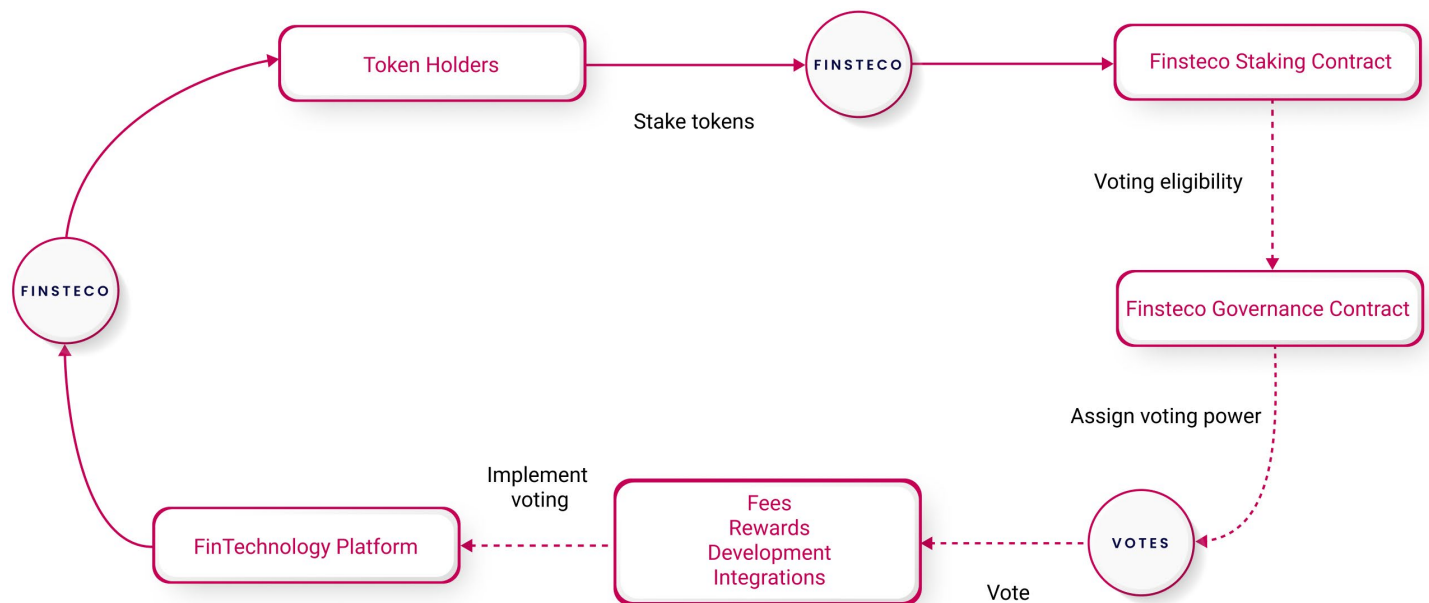 Token Holders
FINSTECO
Finsteco Staking Contract
Stake tokens
Voting eligibility
FINSTECO
Finsteco Governance Contract
Assign voting power
Implement
voting
Fees
Rewards
Development
Integrations
VOTES
FinTechnology Platform
Vote